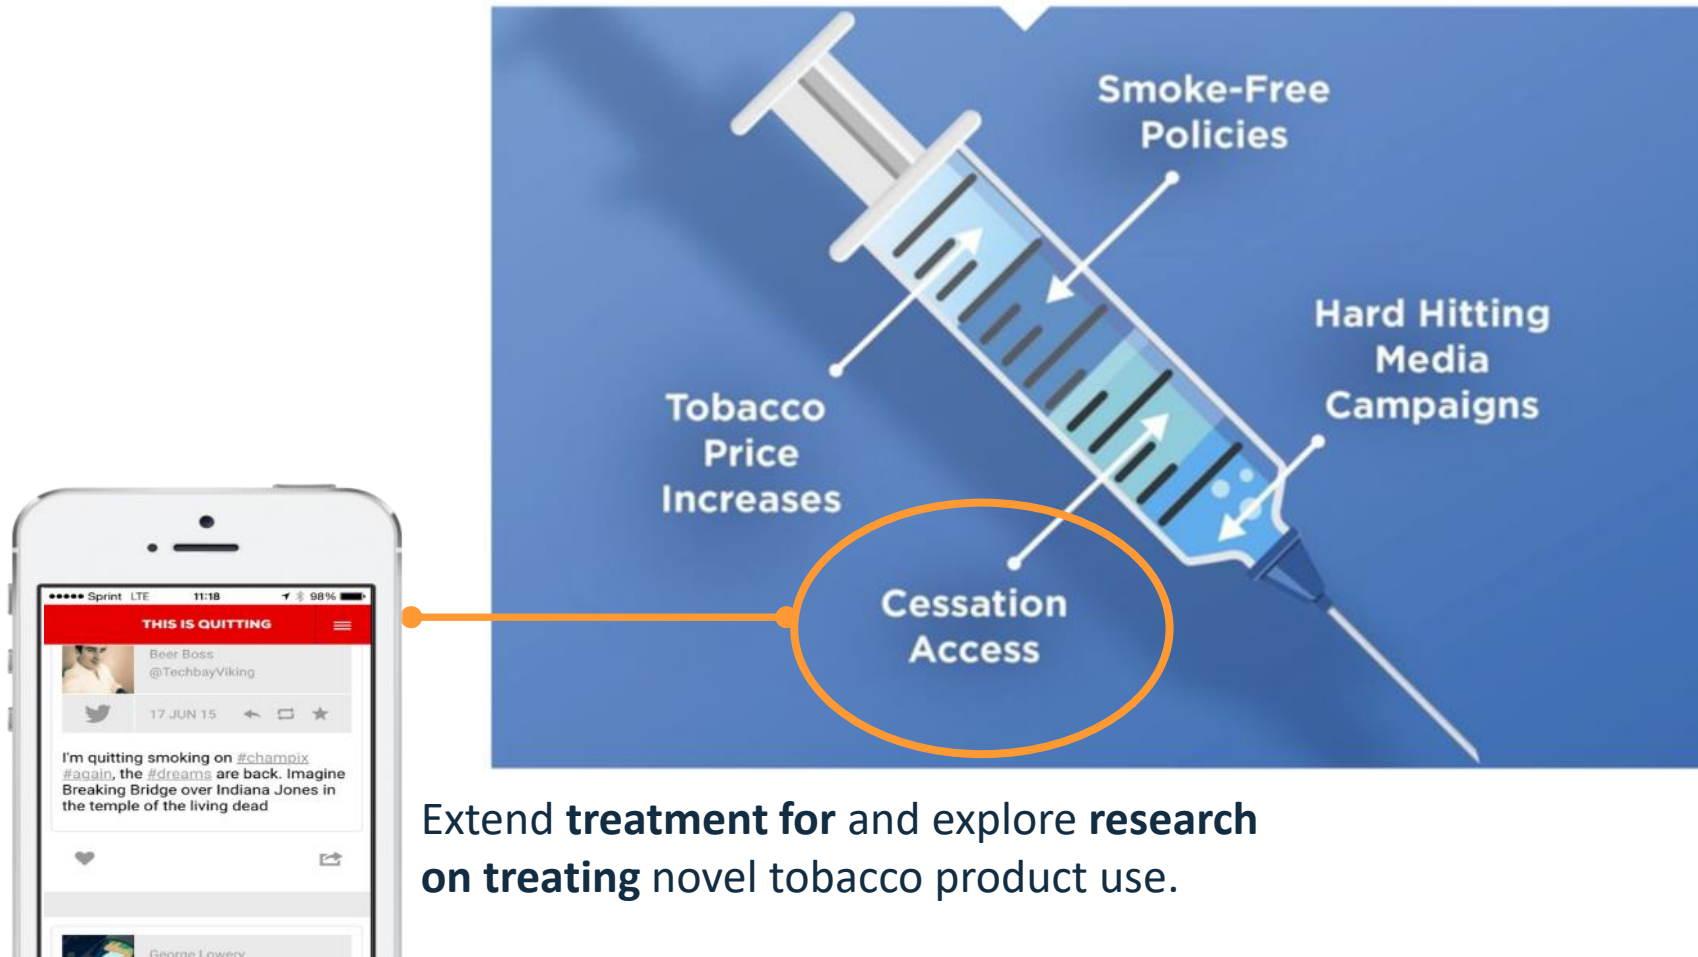 Smoke-Free
Policies
Hard Hitting
Media
Campaigns
Tobacco
Price
Increases
Cessation
Access
Sprint LTE 11:18 98%
THIS IS QUITTING
Beer Boss
@TechbayViking
17 JUN 15
I'm quitting smoking on #champix
#again, the #dreams are back. Imagine
Breaking Bridge over Indiana Jones in
the temple of the living dead
George Lowery
Extend treatment for and explore research
on treating novel tobacco product use.